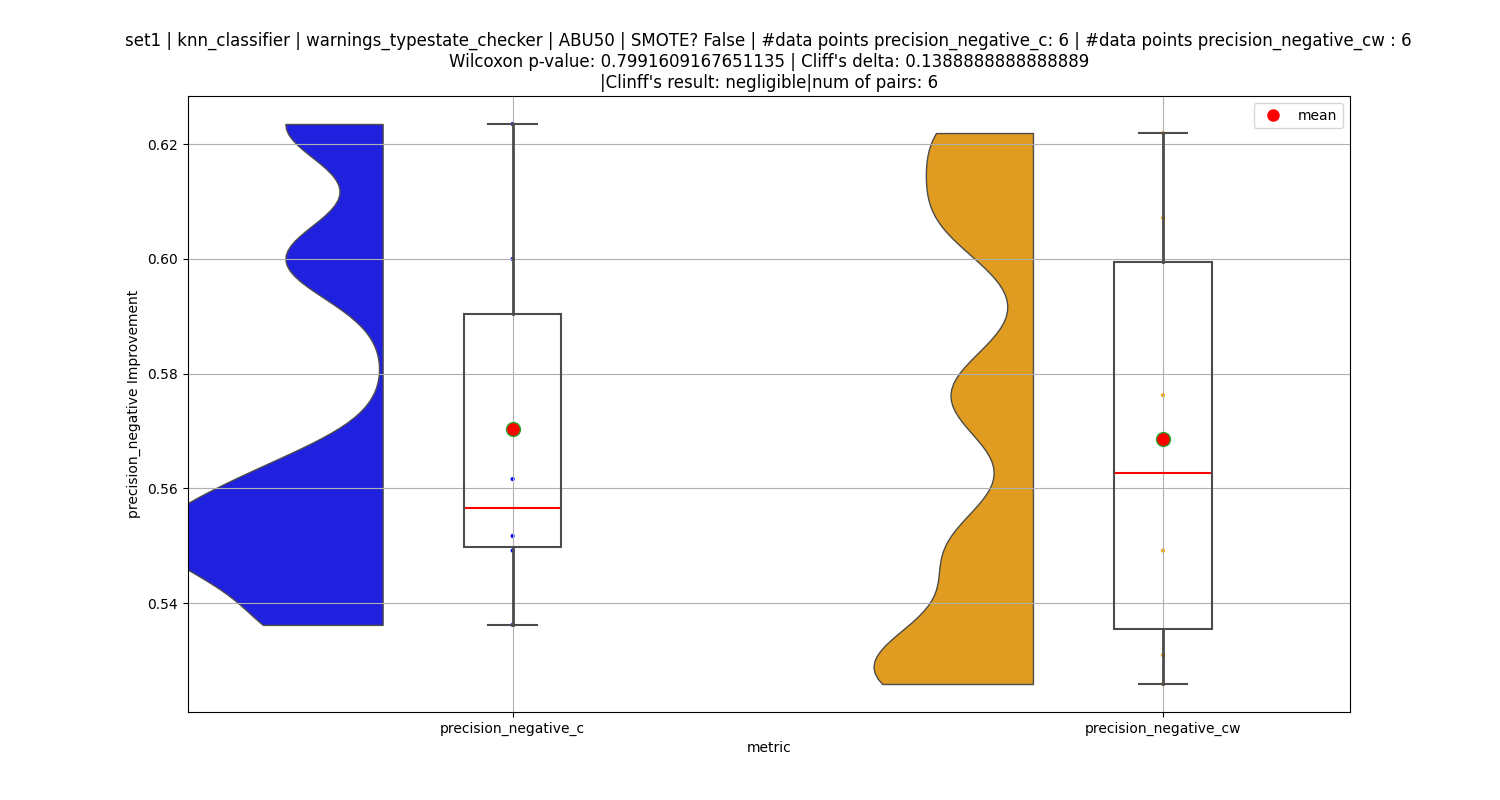 set1 | knn_classifier | warnings_typestate_checker | ABU50 | SMOTE? False | #data points precision_negative_c: 6 | #data points precision_negative_cw : 6
Wilcoxon p-value: 0.7991609167651135 | Cliff's delta: 0.1388888888888889
|Clinff's result: negligible|num of pairs: 6
mean
0.62
0.60
0.58
0.56
0.54
precision_negative Improvement
precision_negative_c
precision_negative_cw
metric